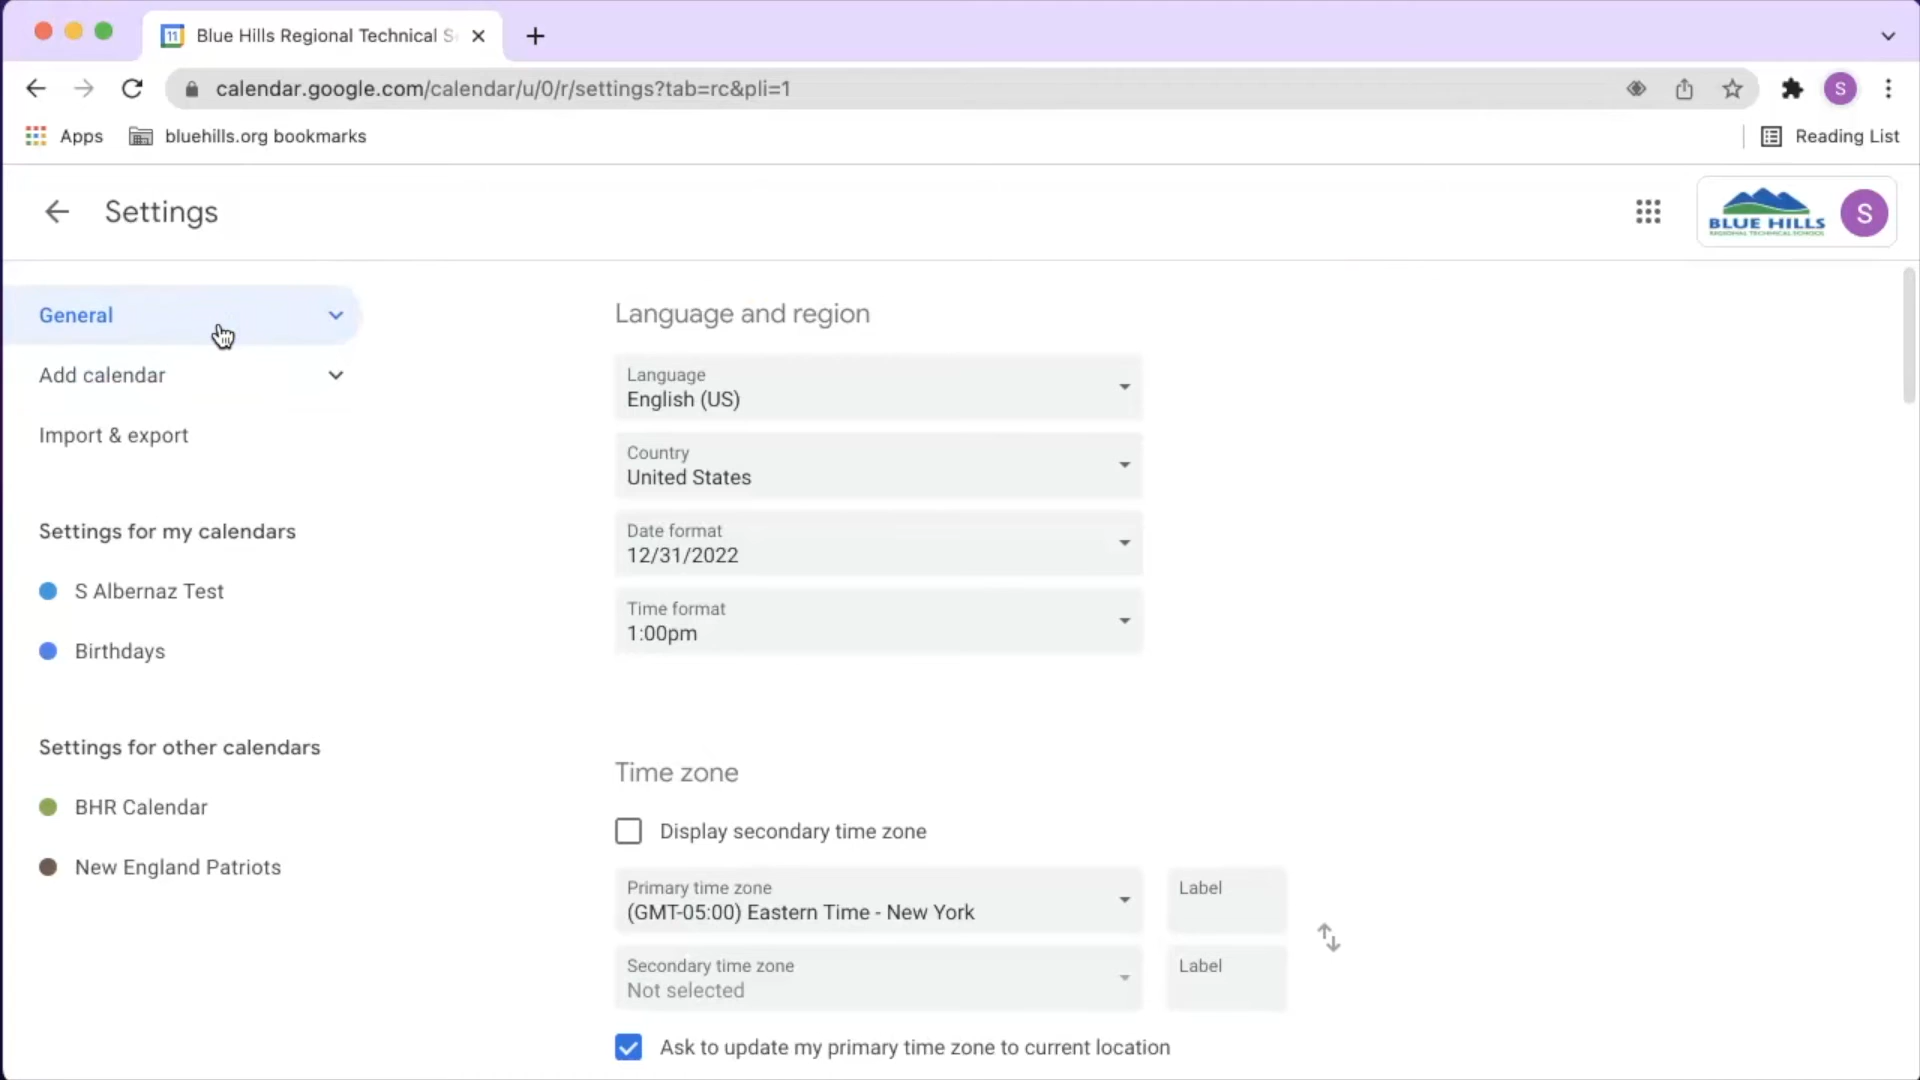 11 Blue Hills Regional Technical S
calendar.google.com/calendar/u/0/r/settings?tab=rc&pli=1
S
Apps
bluehills.org bookmarks
Reading List
Settings
BLUE HILLS
REGIONAL TECHNICAL SCHOOL
S
General
Add calendar
Import & export
Settings for my calendars
S Albernaz Test
Birthdays
Settings for other calendars
BHR Calendar
New England Patriots
Language and region
Language
English (US)
Country
United States
Date format
12/31/2022
Time format
1:00pm
Time zone
Display secondary time zone
Primary time zone
(GMT-05:00) Eastern Time - New York
Label
Secondary time zone
Not selected
Label
Ask to update my primary time zone to current location